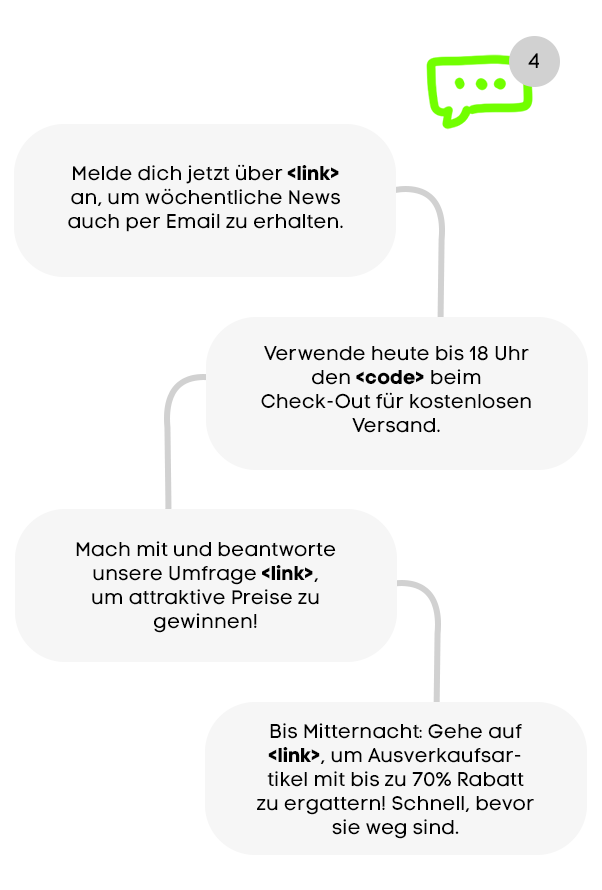 4
Melde dich jetzt über <link>
an, um wöchentliche News
auch per Email zu erhalten.
Verwende heute bis 18 Uhr
den <code> beim
Check-Out für kostenlosen
Versand.
Mach mit und beantworte
unsere Umfrage <link>,
um attraktive Preise zu
gewinnen!
Bis Mitternacht: Gehe auf
<link>, um Ausverkaufsar-
tikel mit bis zu 70% Rabatt
zu ergattern! Schnell, bevor
sie weg sind.